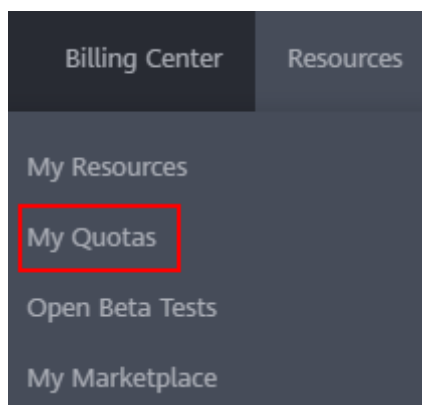 Billing Center Resources
My Resources
My Quotas
Open Beta Tests
My Marketplace